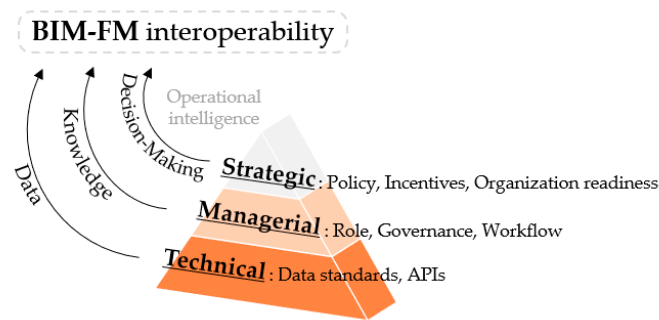 BIM-FM interoperability
Operational
intelligence
Decision-Making
Knowledge
Data
Strategic: Policy, Incentives, Organization readiness
Managerial: Role, Governance, Workflow
Technical: Data standards, APIs